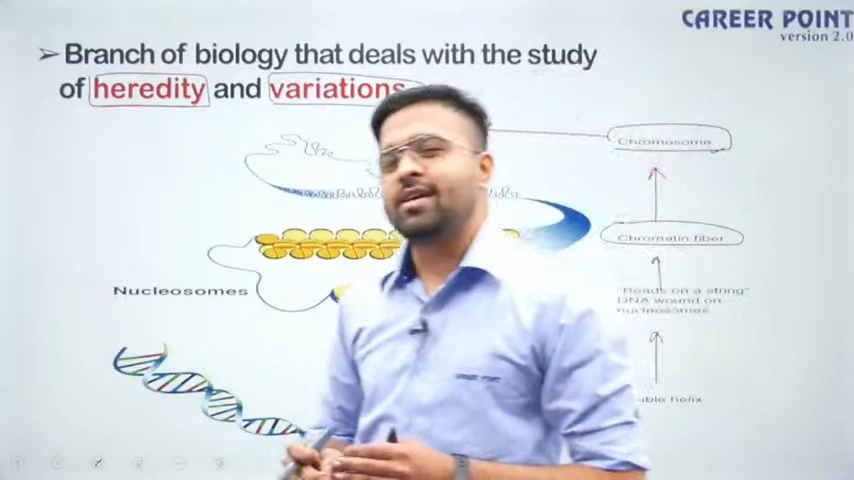 CAREER POINT
version 2.0
➢ Branch of biology that deals with the study
of heredity and variations
Chromosome
Chromatin fiber
Nucleosomes
"Beads on a string"
DNA wound on
nucleosomes
helix